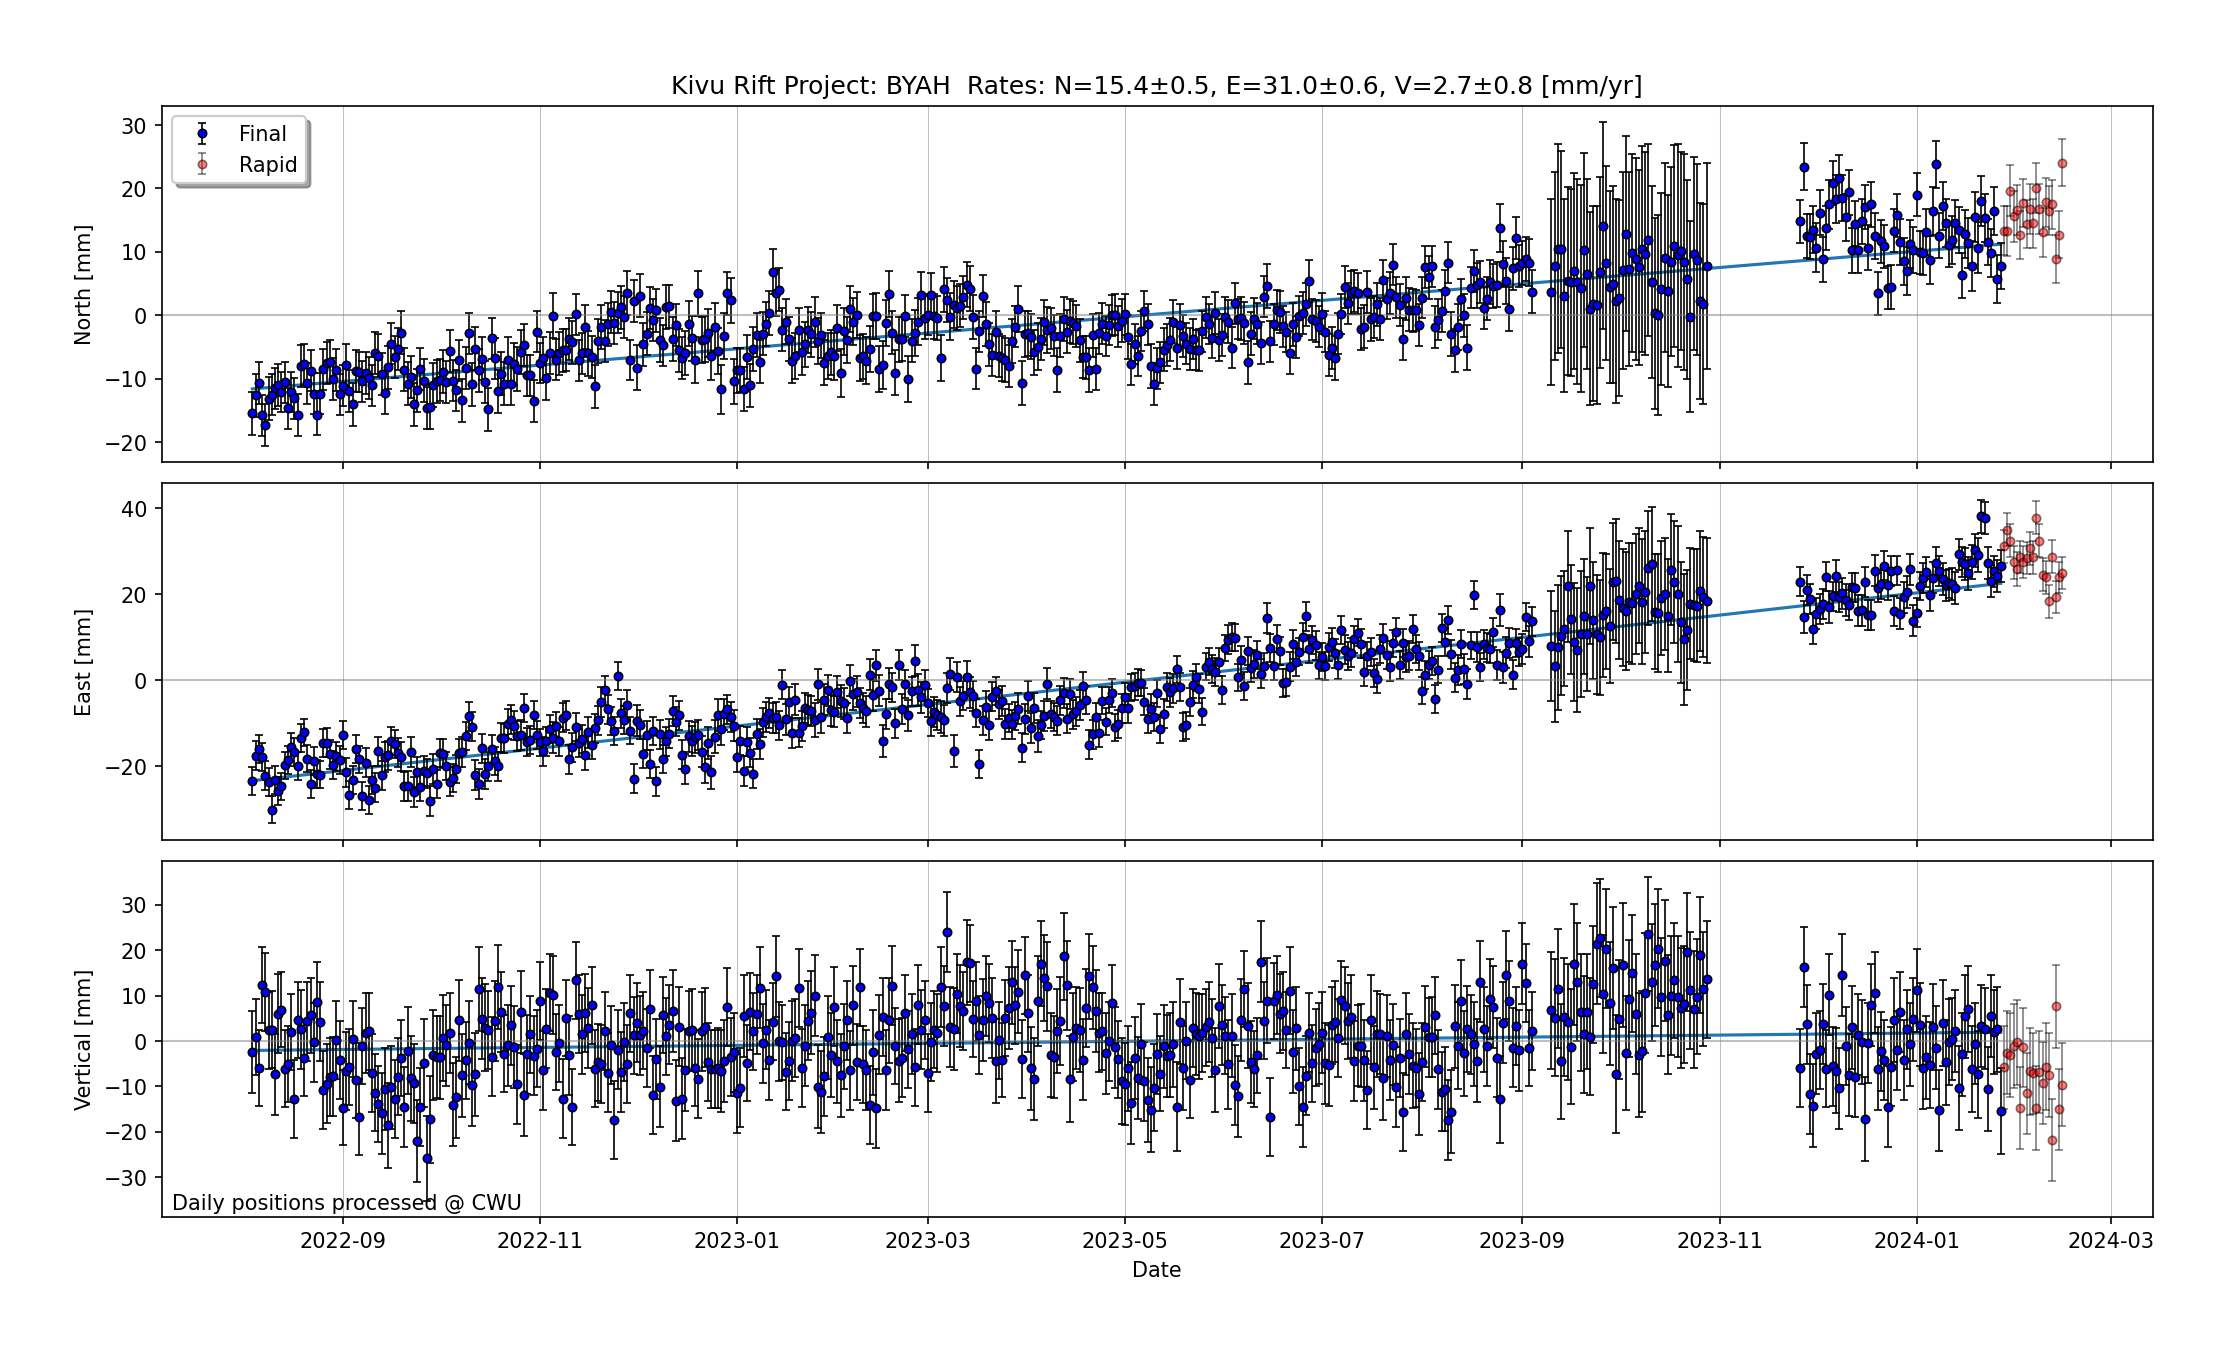 Kivu Rift Project: BYAH  Rates: N=15.4±0.5, E=31.0±0.6, V=2.7±0.8 [mm/yr]
Final
Rapid
North [mm]
30
20
10
0
−10
−20
East [mm]
40
20
0
−20
Vertical [mm]
30
20
10
0
−10
−20
−30
Daily positions processed @ CWU
2022-09 2022-11 2023-01 2023-03 2023-05 2023-07 2023-09 2023-11 2024-01 2024-03
Date